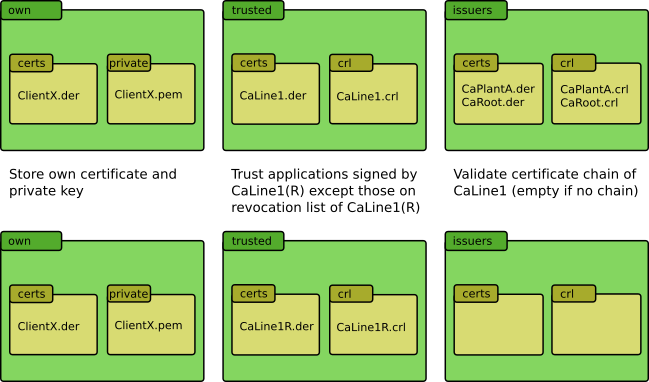 own
certs
private
ClientX.der
ClientX.pem
trusted
certs
crl
CaLine1.der
CaLine1.crl
issuers
certs
crl
CaPlantA.der
CaRoot.der
CaPlantA.crl
CaRoot.crl
Store own certificate and
private key
Trust applications signed by
CaLine1(R) except those on
revocation list of CaLine1(R)
Validate certificate chain of
CaLine1 (empty if no chain)
own
certs
private
ClientX.der
ClientX.pem
trusted
certs
crl
CaLine1R.der
CaLine1R.crl
issuers
certs
crl